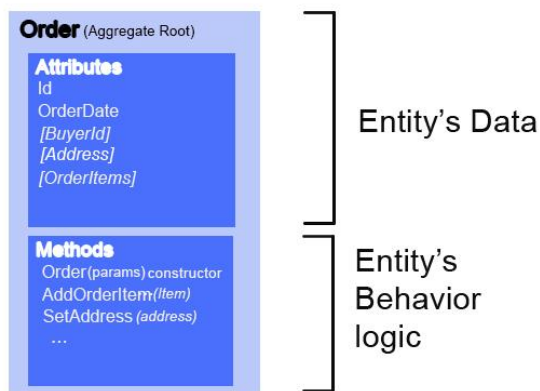 Order (Aggregate Root)
Attributes
Id
OrderDate
[BuyerId]
[Address]
[OrderItems]
Entity's Data
Methods
Order(params) constructor
AddOrderItem(Item)
SetAddress (address)
...
Entity's
Behavior
logic